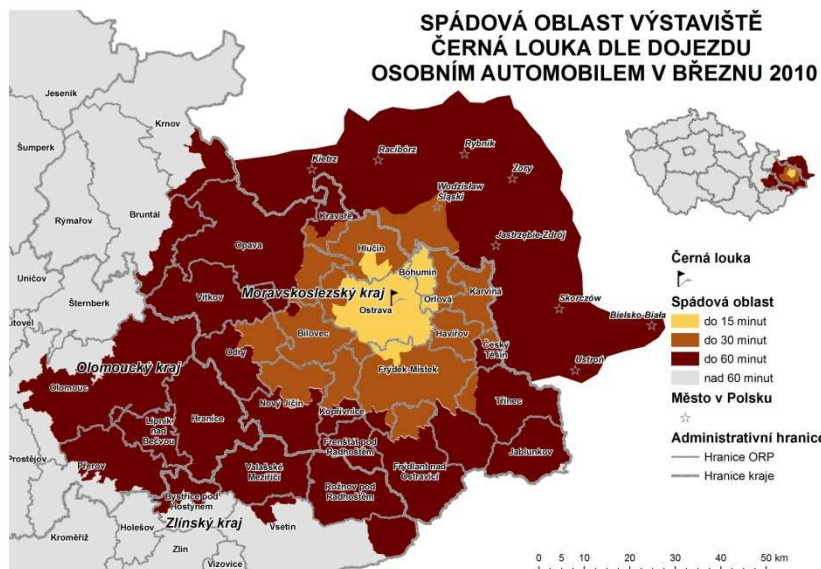 SPÁDOVÁ OBLAST VÝSTAVIŠTĚ
ČERNÁ LOUKA DLE DOJEZDU
OSOBNÍM AUTOMOBILEM V BŘEZNU 2010
Jeseník
Krnov
Šumperk
Rýmařov
Bruntál
Uničov
Šternberk
Litovel
Kietrz
Racibórz
Rybnik
Zory
Wodzisław
Śląski
Jastrzębie-Zdrój
Skorczów
Bielsko-Biała
Ustroń
Kravaře
Opava
Hlučín
Bohumín
Vítkov
Moravskoslezský kraj
Ostrava
Orlová
Karviná
Bílovec
Havířov
Český
Těšín
Odry
Frýdek-Místek
Olomoucký kraj
Olomouc
Nový Jičín
Kopřivnice
Třinec
Lipník
nad
Bečvou
Hranice
Frenštát pod
Radhoštěm
Jablunkov
Prostějov
Přerov
Valašské
Meziříčí
Frýdlant nad
Ostravicí
Rožnov pod
Radhoštěm
Bystřice pod
Hostýnem
Zlínský kraj
Vsetín
Kroměříž
Holešov
Zlín
Vizovice
Černá louka
Spádová oblast
do 15 minut
do 30 minut
do 60 minut
nad 60 minut
Město v Polsku
Administrativní hranice
Hranice ORP
Hranice kraje
0 5 10 20 30 40 50 km